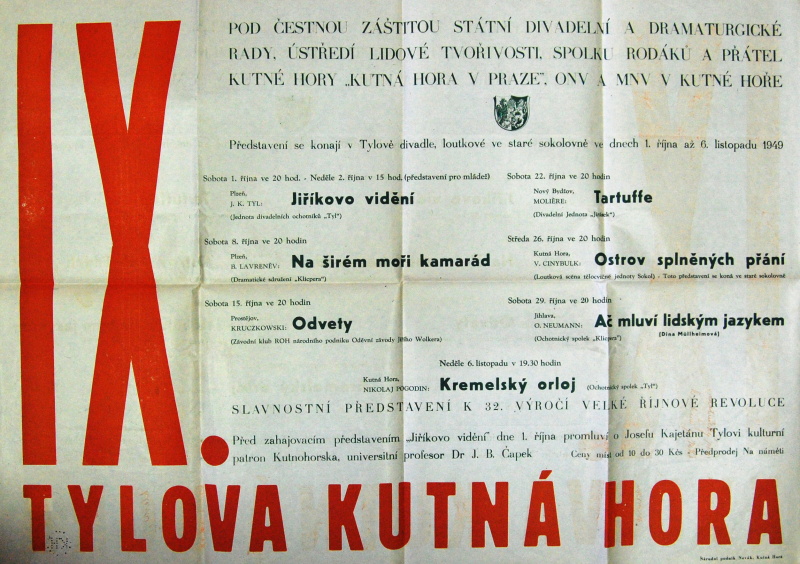 IX.
POD ČESTNOU ZÁŠTITOU STÁTNÍ DIVADELNÍ A DRAMATURGICKÉ
RADY, ÚSTŘEDÍ LIDOVÉ TVOŘIVOSTI, SPOLKU RODÁKŮ A PŘÁTEL
KUTNÉ HORY „KUTNÁ HORA V PRAZE”, ONV A MNV V KUTNÉ HOŘE
Představení se konají v Tylově divadle, loutkové ve staré sokolovně ve dnech 1. října až 6. listopadu 1949
Sobota 1. října ve 20 hod. - Neděle 2. října v 15 hod. (představení pro mládež)
Plzeň,
J. K. TYL: Jiříkovo vidění
(Jednota divadelních ochotníků „Tyl”)
Sobota 8. října ve 20 hodin
Plzeň,
B. LAVRENĚV: Na širém moři kamarád
(Dramatické sdružení „Klicpera”)
Sobota 15. října ve 20 hodin
Prostějov,
KRUCZKOWSKI: Odvety
(Závodní klub ROH národního podniku Oděvní závody Jiřího Wolkera)
Sobota 22. října ve 20 hodin
Nový Bydžov,
MOLIÈRE: Tartuffe
(Divadelní Jednota „Jirásek”)
Středa 26. října ve 20 hodin
Kutná Hora,
V. CINYBULK: Ostrov splněných přání
(Loutková scéna tělocvičné jednoty Sokol) - Toto představení se koná ve staré sokolovně
Sobota 29. října ve 20 hodin
Jihlava,
O. NEUMANN: Ač mluví lidským jazykem
(Ochotnický spolek „Klicpera”) (Dina Müllheimová)
Neděle 6. listopadu v 19.30 hodin
Kutná Hora,
NIKOLAJ POGODIN: Kremelský orloj (Ochotnický spolek „Tyl”)
SLAVNOSTNÍ PŘEDSTAVENÍ K 32. VÝROČÍ VELKÉ ŘÍJNOVÉ REVOLUCE
Před zahajovacím představením „Jiříkovo vidění” dne 1. října promluví o Josefu Kajetánu Tylovi kulturní
patron Kutnohorska, universitní profesor Dr J. B. Čapek Ceny míst od 10 do 30 Kčs - Předprodej Na náměti
TYLOVA KUTNÁ HORA
Národní podnik Novák, Kutná Hora